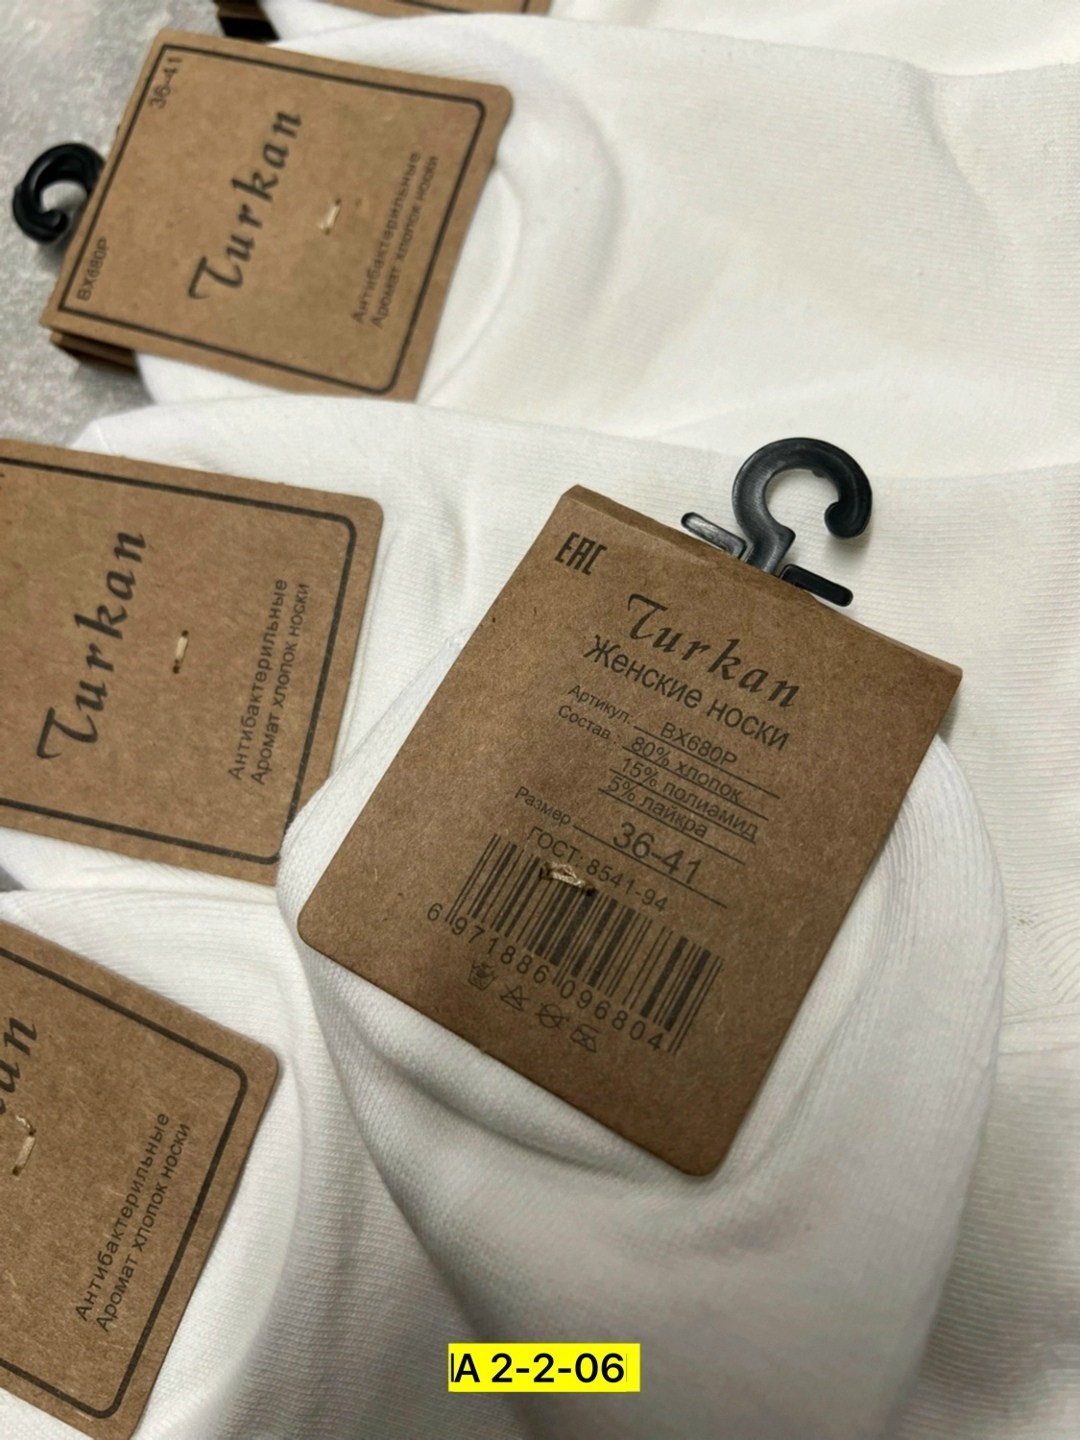 36-41
BX680P
Turkan
Антибактерильные
Аромат хлопок носки
Turkan
Антибактерильные
Аромат хлопок носки
EAC
Turkan
Женские носки
Артикул: BX680P
Состав: 80% хлопок
15% полиамид
5% лайкра
Размер 36-41
ГОСТ: 8541-94
6 971886 096804
an
Антибактерильные
Аромат хлопок носки
A 2-2-06